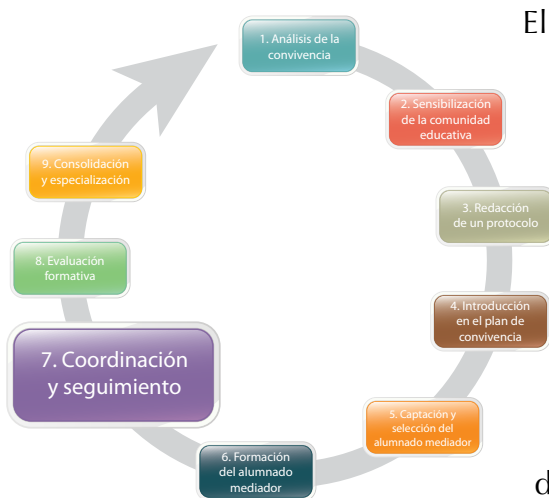 El
1. Análisis de la
convivencia
2. Sensibilización
de la comunidad
educativa
3. Redacción
de un protocolo
4. Introducción
en el plan de
convivencia
5. Captación y
selección del
alumnado mediador
6. Formación
del alumnado
mediador
7. Coordinación
y seguimiento
8. Evaluación
formativa
9. Consolidación
y especialización
d